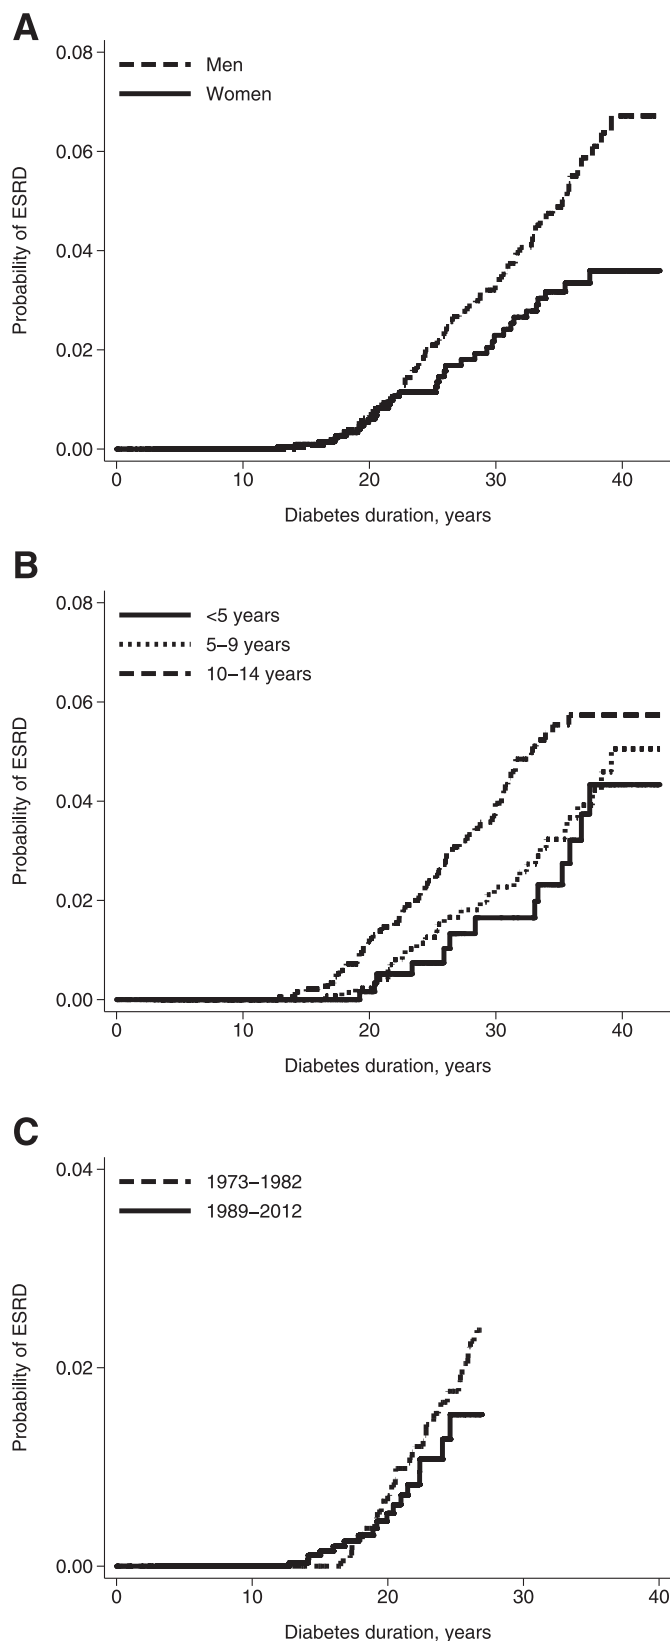 A
0.08
Men
Women
0.06
0.04
0.02
0.00
Probability of ESRD
0 10 20 30 40
Diabetes duration, years
B
0.08
<5 years
5–9 years
10–14 years
0.06
0.04
0.02
0.00
Probability of ESRD
0 10 20 30 40
Diabetes duration, years
C
0.04
1973–1982
1989–2012
0.02
0.00
Probability of ESRD
0 10 20 30 40
Diabetes duration, years